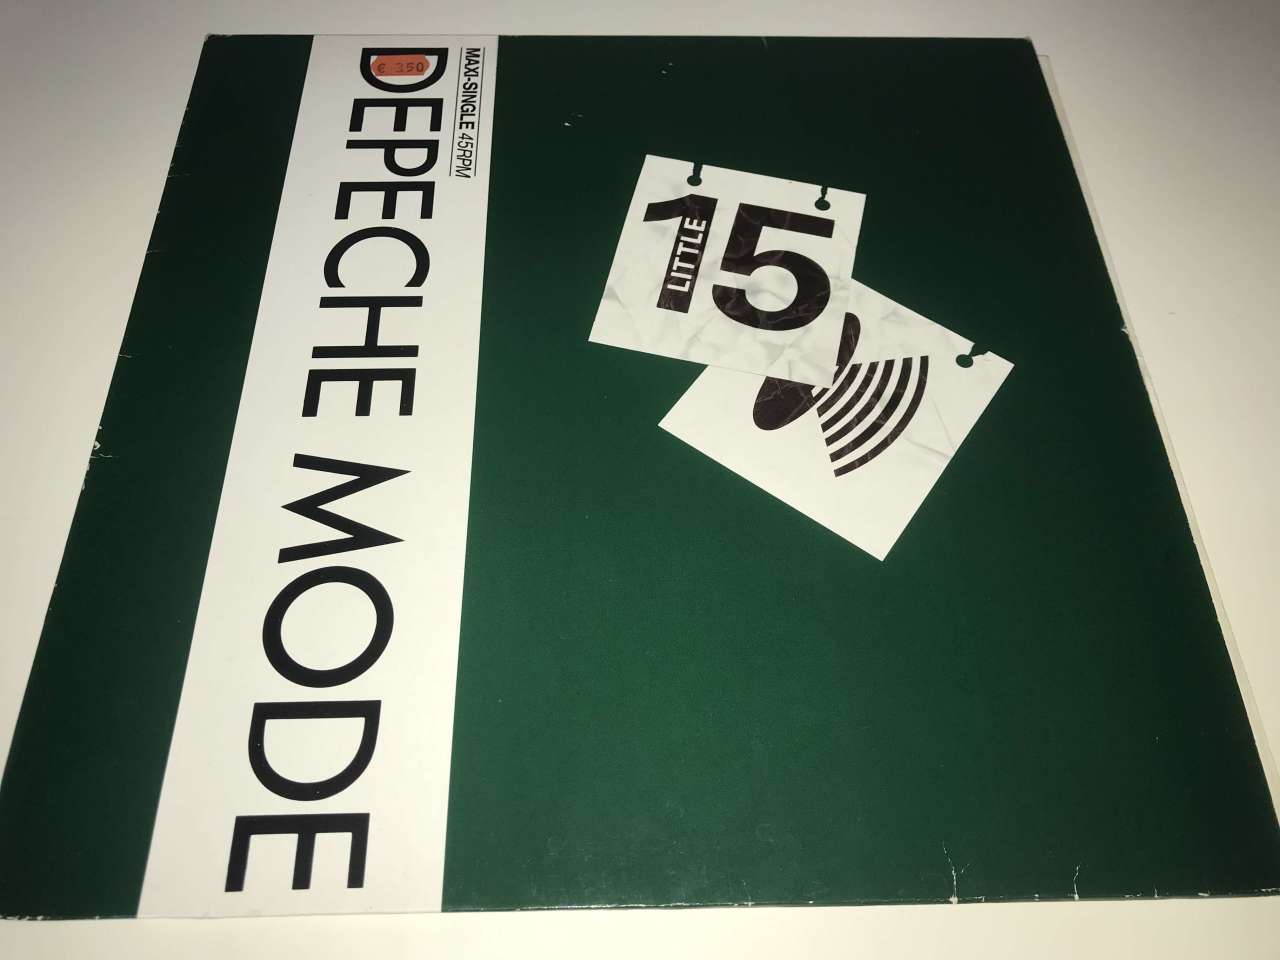 MAXI-SINGLE 45RPM
€ 350
DEPECHE MODE
15
LITTLE